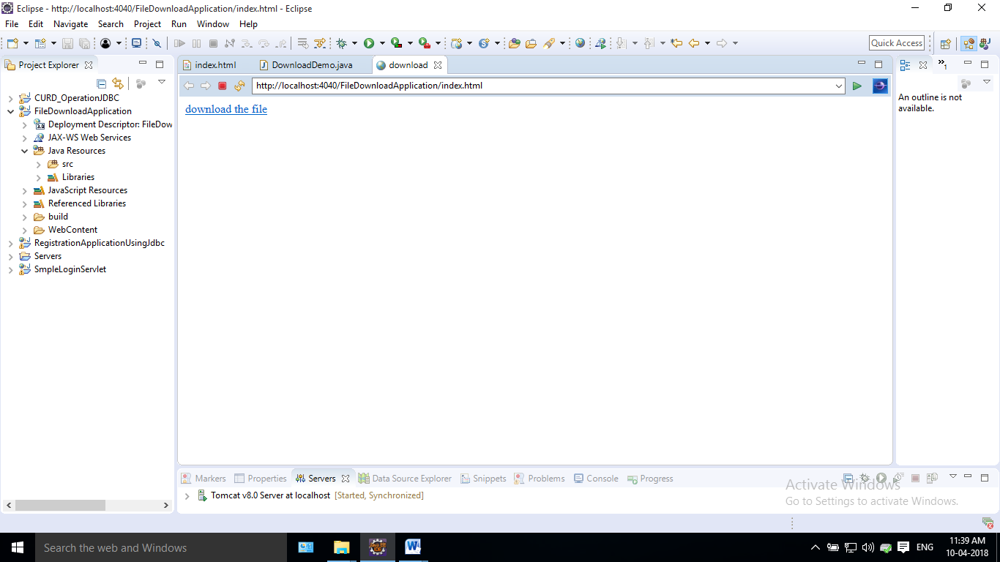 Eclipse - http://localhost:4040/FileDownloadApplication/index.html - Eclipse
File Edit Navigate Search Project Run Window Help
Quick Access
Project Explorer
index.html DownloadDemo.java download
http://localhost:4040/FileDownloadApplication/index.html
download the file
An outline is not
available.
CURD_OperationJDBC
FileDownloadApplication
3.0 Deployment Descriptor: FileDow
JAX-WS Web Services
Java Resources
src
Libraries
JavaScript Resources
Referenced Libraries
build
WebContent
RegistrationApplicationUsingJdbc
Servers
SmpleLoginServlet
Markers Properties Servers Data Source Explorer Snippets Problems Console Progress
Tomcat v8.0 Server at localhost [Started, Synchronized]
Activate Windows
Go to Settings to activate Windows.
Search the web and Windows
ENG
11:39 AM
10-04-2018